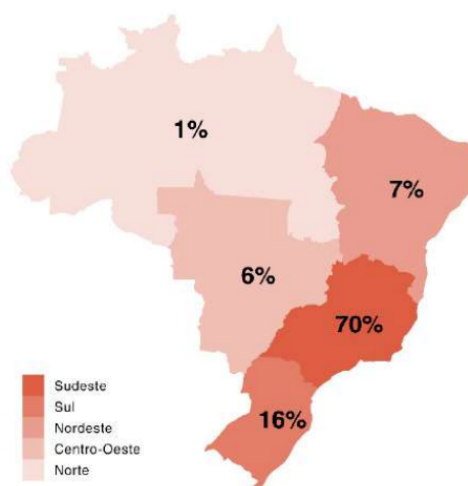 1%
7%
6%
70%
16%
Sudeste
Sul
Nordeste
Centro-Oeste
Norte